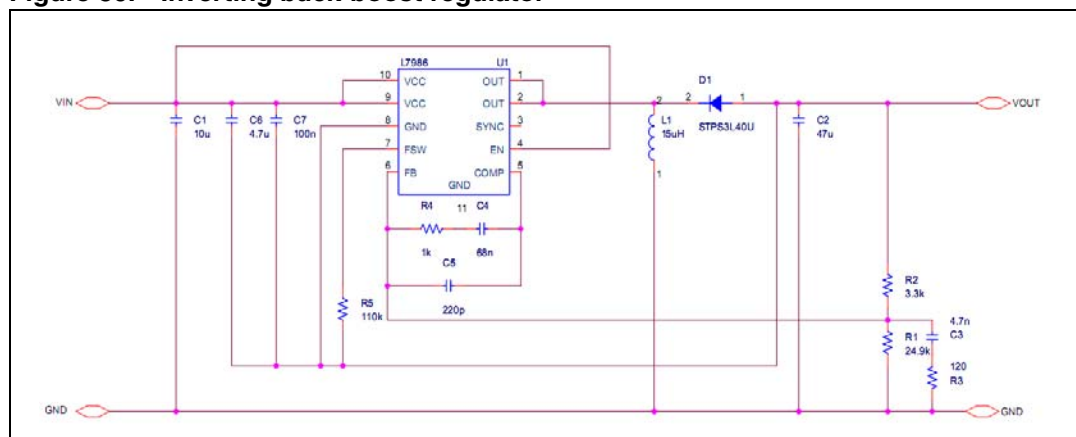 Figure 30. Inverting buck-boost regulator
L7986 U1
10 VCC OUT 1
9 VCC OUT 2
8 GND SYNC 3
7 FSW EN 4
6 FB COMP 5
GND
11
VIN
C1
10u
C6
4.7u
C7
100n
R4
1k
C4
68n
C5
220p
R5
110k
2
L1
15uH
1
D1
2 1
STPS3L40U
C2
47u
VOUT
R2
3.3k
R1
24.9k
4.7n
C3
120
R3
GND
GND